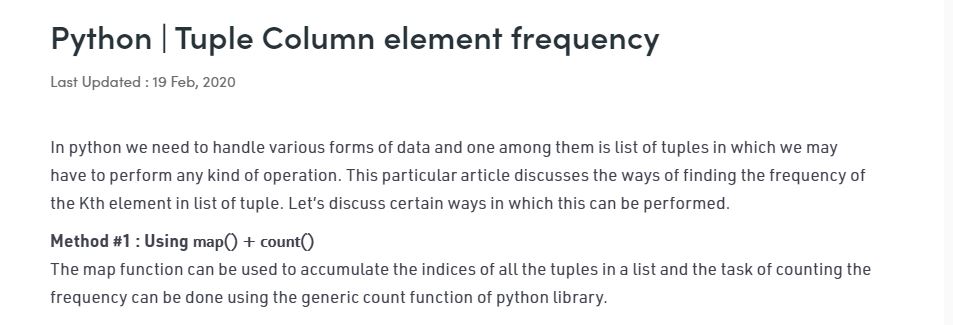 Python | Tuple Column element frequency
Last Updated : 19 Feb, 2020
In python we need to handle various forms of data and one among them is list of tuples in which we may
have to perform any kind of operation. This particular article discusses the ways of finding the frequency of
the Kth element in list of tuple. Let’s discuss certain ways in which this can be performed.
Method #1 : Using map() + count()
The map function can be used to accumulate the indices of all the tuples in a list and the task of counting the
frequency can be done using the generic count function of python library.